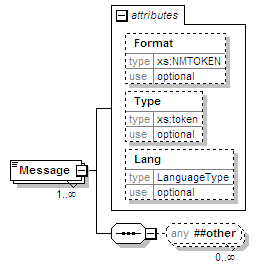 attributes
Format
type xs:NMTOKEN
use optional
Type
type xs:token
use optional
Lang
type LanguageType
use optional
Message
1..∞
any ##other
0..∞